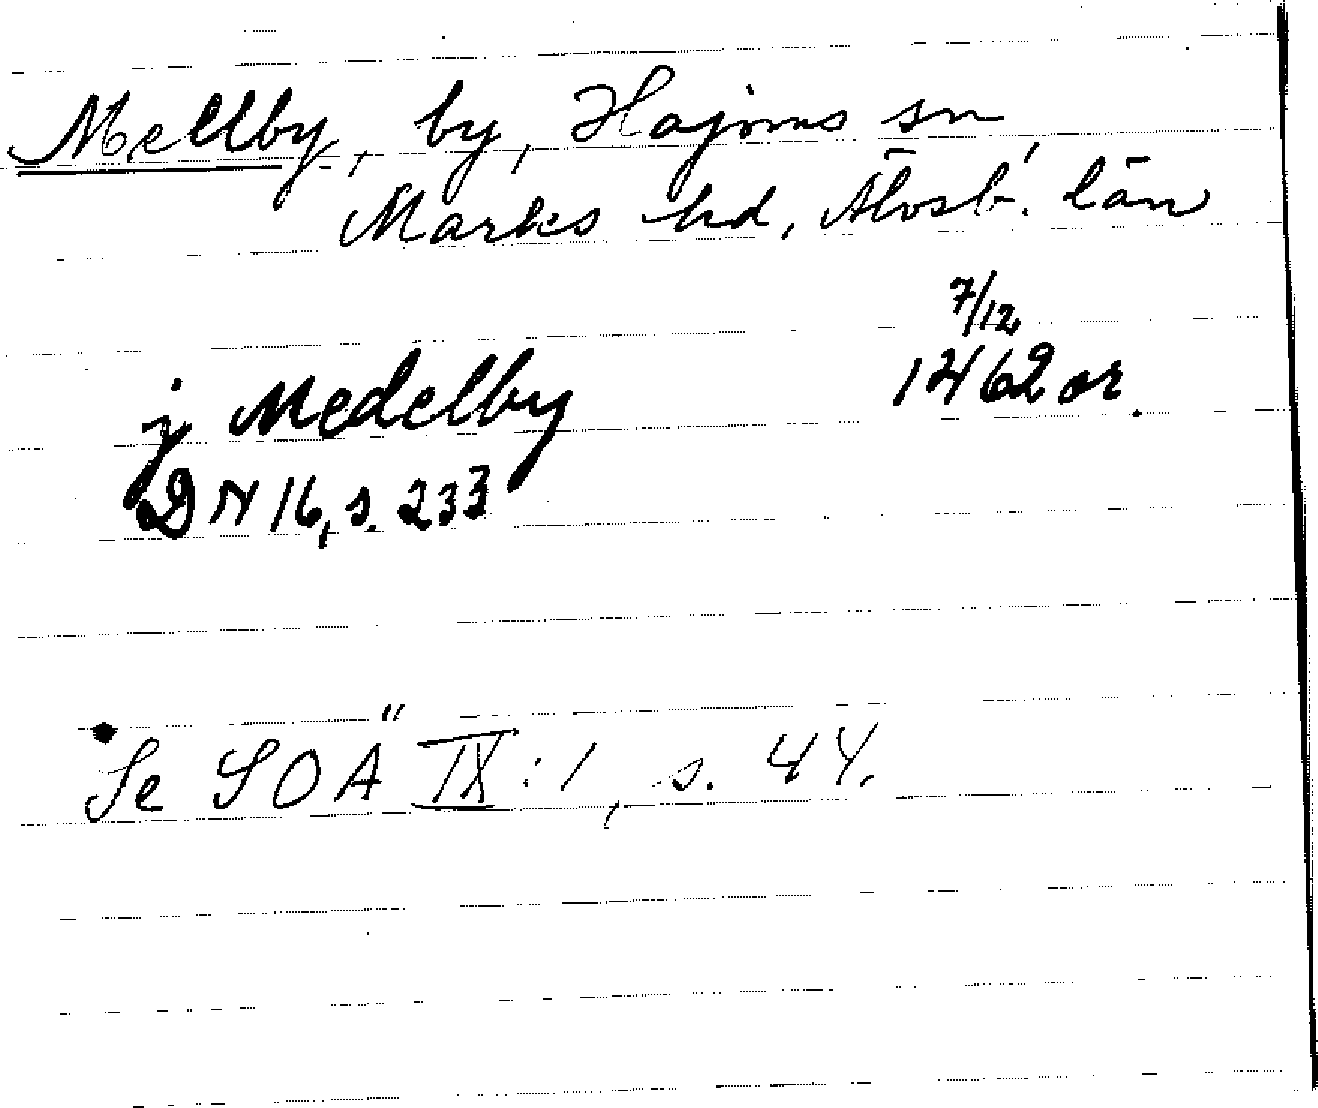 Mellby, by, Hajoms sn
Marks hd, Älvsb. län
7/12
j Medelby 1462 or.
DN 16, s. 233
Se SOÄ IX:1, s. 44.